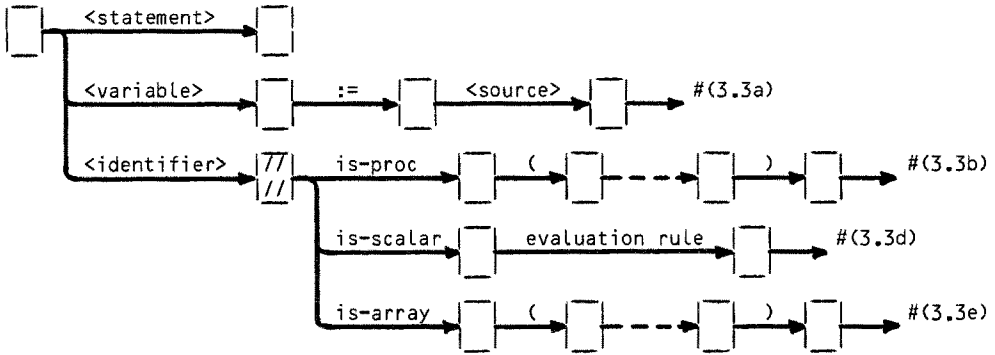 <statement>
<variable> := <source> #(3.3a)
<identifier> // is-proc ( ) #(3.3b)
//
is-scalar evaluation rule #(3.3d)
is-array ( ) #(3.3e)